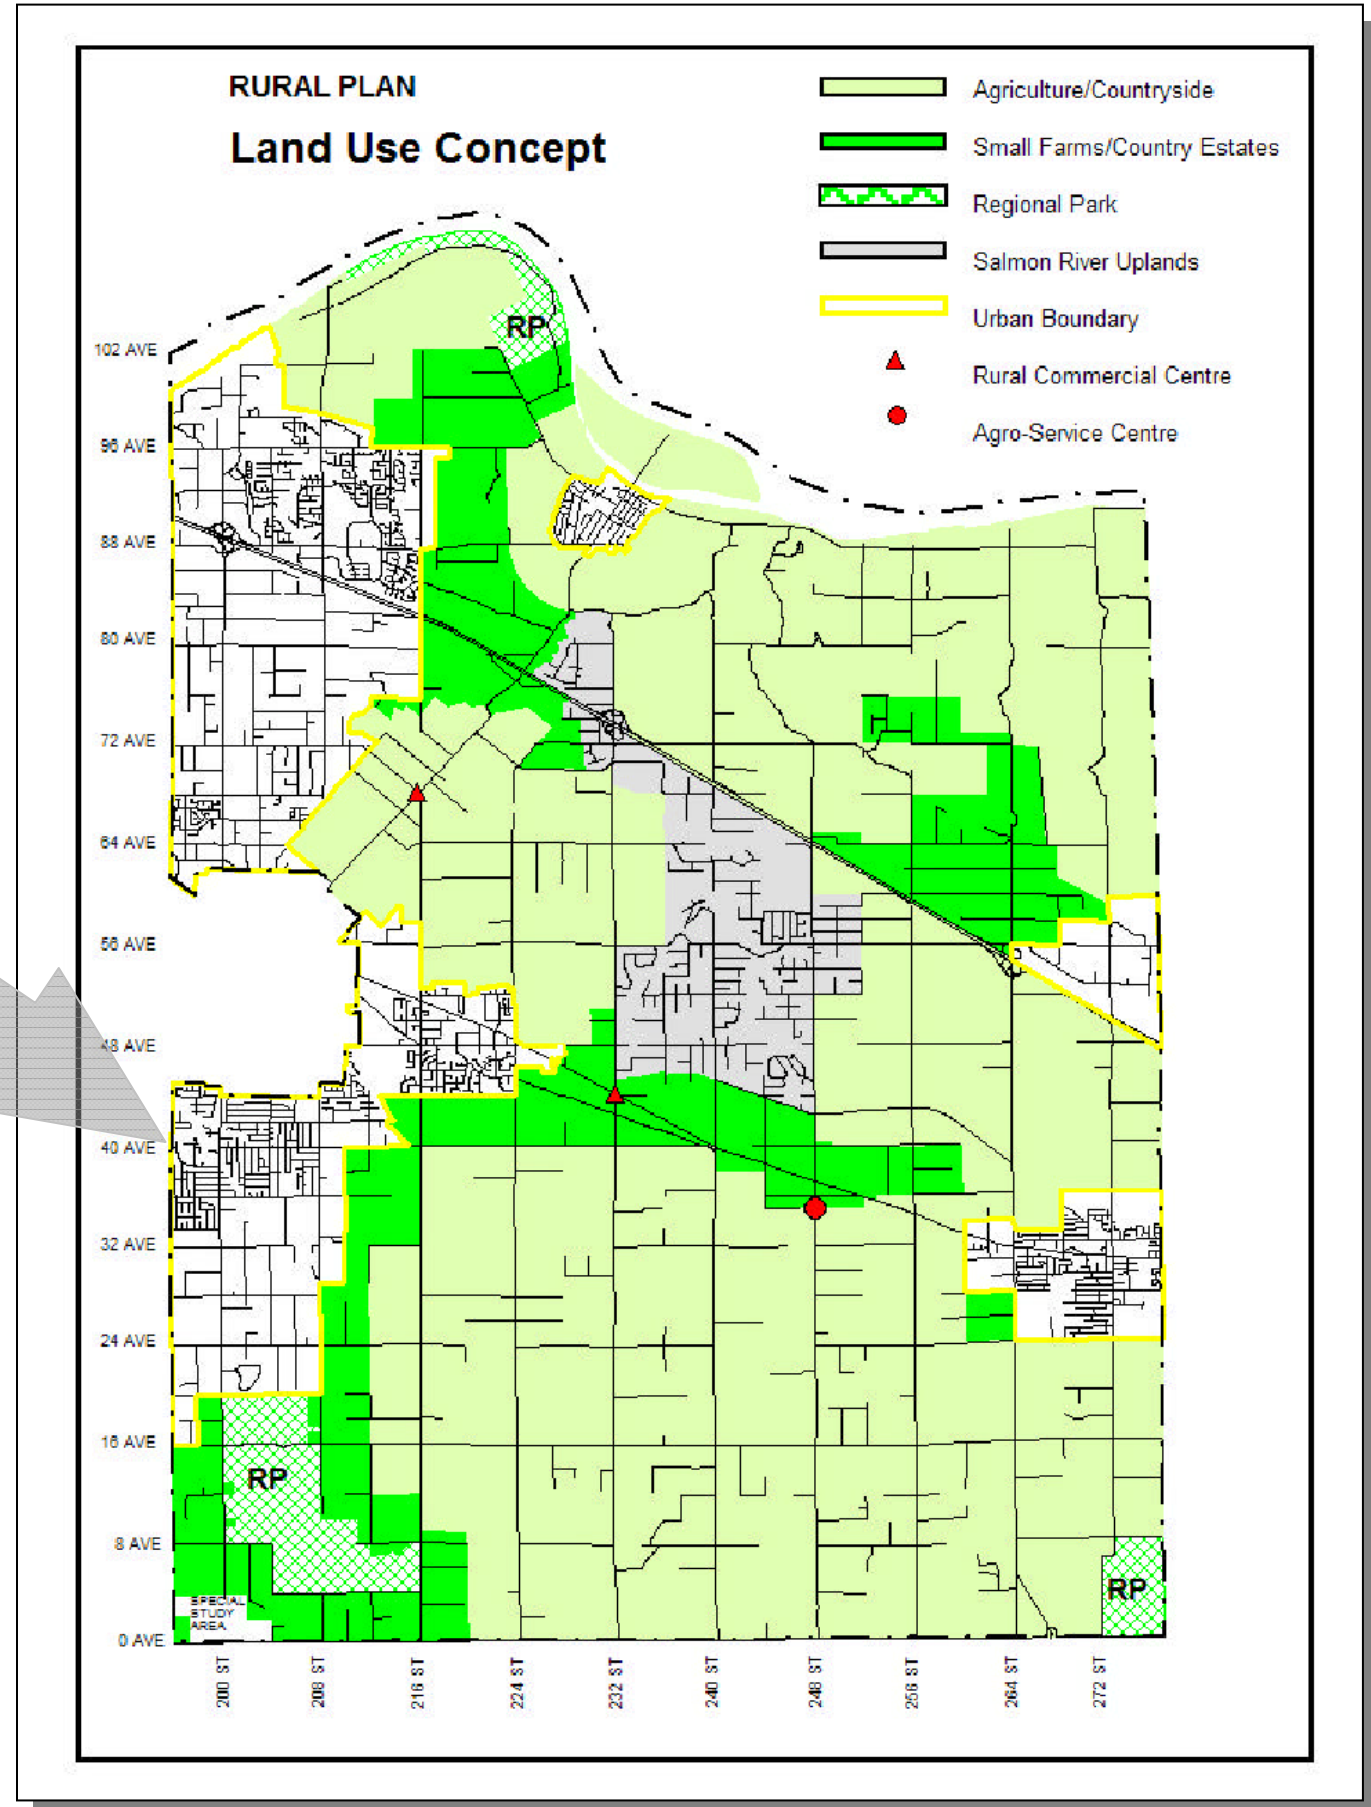 RURAL PLAN
Land Use Concept
Agriculture/Countryside
Small Farms/Country Estates
Regional Park
Salmon River Uplands
Urban Boundary
Rural Commercial Centre
Agro-Service Centre
RP
102 AVE
96 AVE
88 AVE
80 AVE
72 AVE
64 AVE
56 AVE
48 AVE
40 AVE
32 AVE
24 AVE
16 AVE
RP
8 AVE
RP
SPECIAL
STUDY
AREA
0 AVE
200 ST
208 ST
216 ST
224 ST
232 ST
240 ST
248 ST
256 ST
264 ST
272 ST